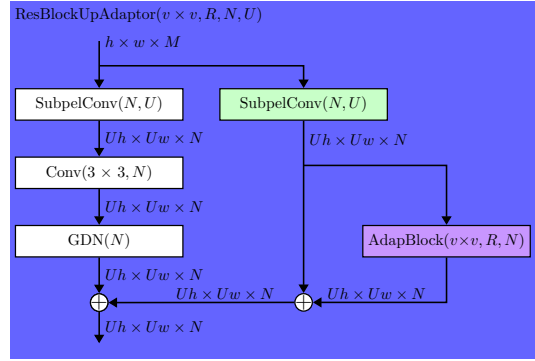 ResBlockUpAdaptor(v × v, R, N, U)
h × w × M
SubpelConv(N, U)
SubpelConv(N, U)
Uh × Uw × N
Uh × Uw × N
Conv(3 × 3, N)
Uh × Uw × N
GDN(N)
AdapBlock(v×v, R, N)
Uh × Uw × N
Uh × Uw × N
Uh × Uw × N
Uh × Uw × N